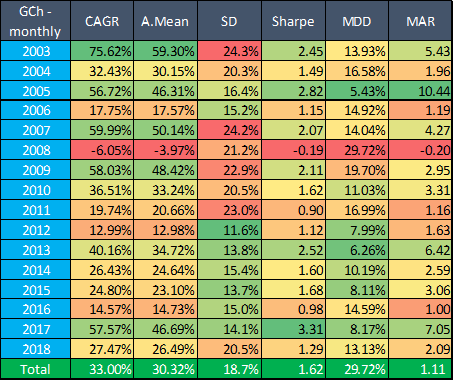 GCh - monthly CAGR A.Mean SD Sharpe MDD MAR
2003 75.62% 59.30% 24.3% 2.45 13.93% 5.43
2004 32.43% 30.15% 20.3% 1.49 16.58% 1.96
2005 56.72% 46.31% 16.4% 2.82 5.43% 10.44
2006 17.75% 17.57% 15.2% 1.15 14.92% 1.19
2007 59.99% 50.14% 24.2% 2.07 14.04% 4.27
2008 -6.05% -3.97% 21.2% -0.19 29.72% -0.20
2009 58.03% 48.42% 22.9% 2.11 19.70% 2.95
2010 36.51% 33.24% 20.5% 1.62 11.03% 3.31
2011 19.74% 20.66% 23.0% 0.90 16.99% 1.16
2012 12.99% 12.98% 11.6% 1.12 7.99% 1.63
2013 40.16% 34.72% 13.8% 2.52 6.26% 6.42
2014 26.43% 24.64% 15.4% 1.60 10.19% 2.59
2015 24.80% 23.10% 13.7% 1.68 8.11% 3.06
2016 14.57% 14.73% 15.0% 0.98 14.59% 1.00
2017 57.57% 46.69% 14.1% 3.31 8.17% 7.05
2018 27.47% 26.49% 20.5% 1.29 13.13% 2.09
Total 33.00% 30.32% 18.7% 1.62 29.72% 1.11